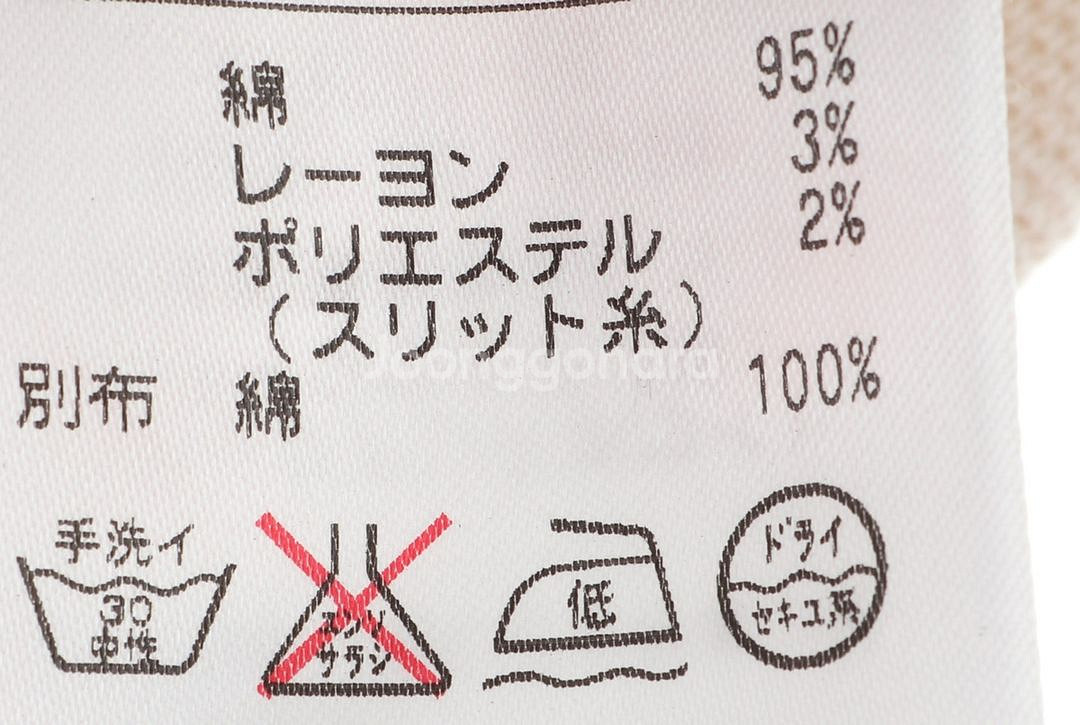 綿 95%
レーヨン 3%
ポリエステル 2%
(スリット糸)
別布 綿 100%
手洗イ
30
中性
エンソ
サラシ
低
ドライ
セキユ系
Joonggonara